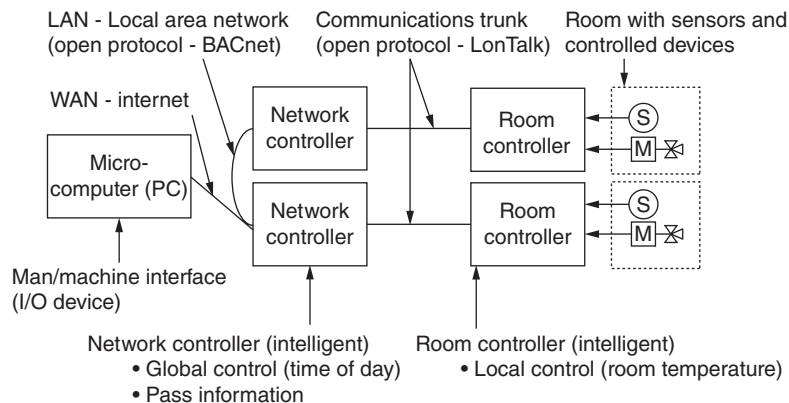 LAN - Local area network
(open protocol - BACnet)
Communications trunk
(open protocol - LonTalk)
Room with sensors and
controlled devices
WAN - internet
Network
controller
Room
controller
S
M
Micro-
computer (PC)
Network
controller
Room
controller
S
M
Man/machine interface
(I/O device)
Network controller (intelligent)
• Global control (time of day)
• Pass information
Room controller (intelligent)
• Local control (room temperature)